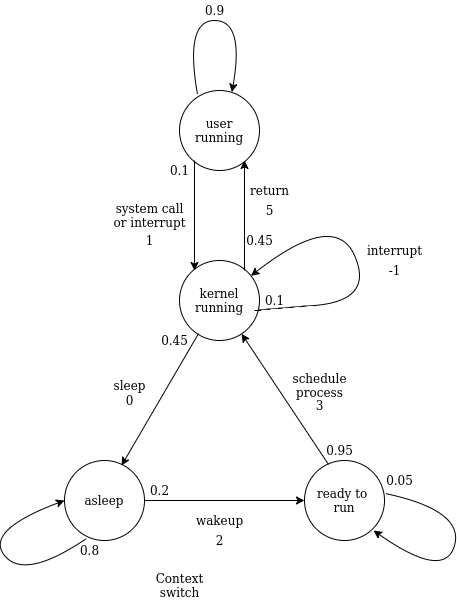 0.9
user
running
0.1
return
system call
or interrupt
5
1
0.45
interrupt
-1
kernel
running
0.1
0.45
schedule
process
3
sleep
0
0.95
0.2
0.05
asleep
ready to
run
wakeup
2
0.8
Context
switch